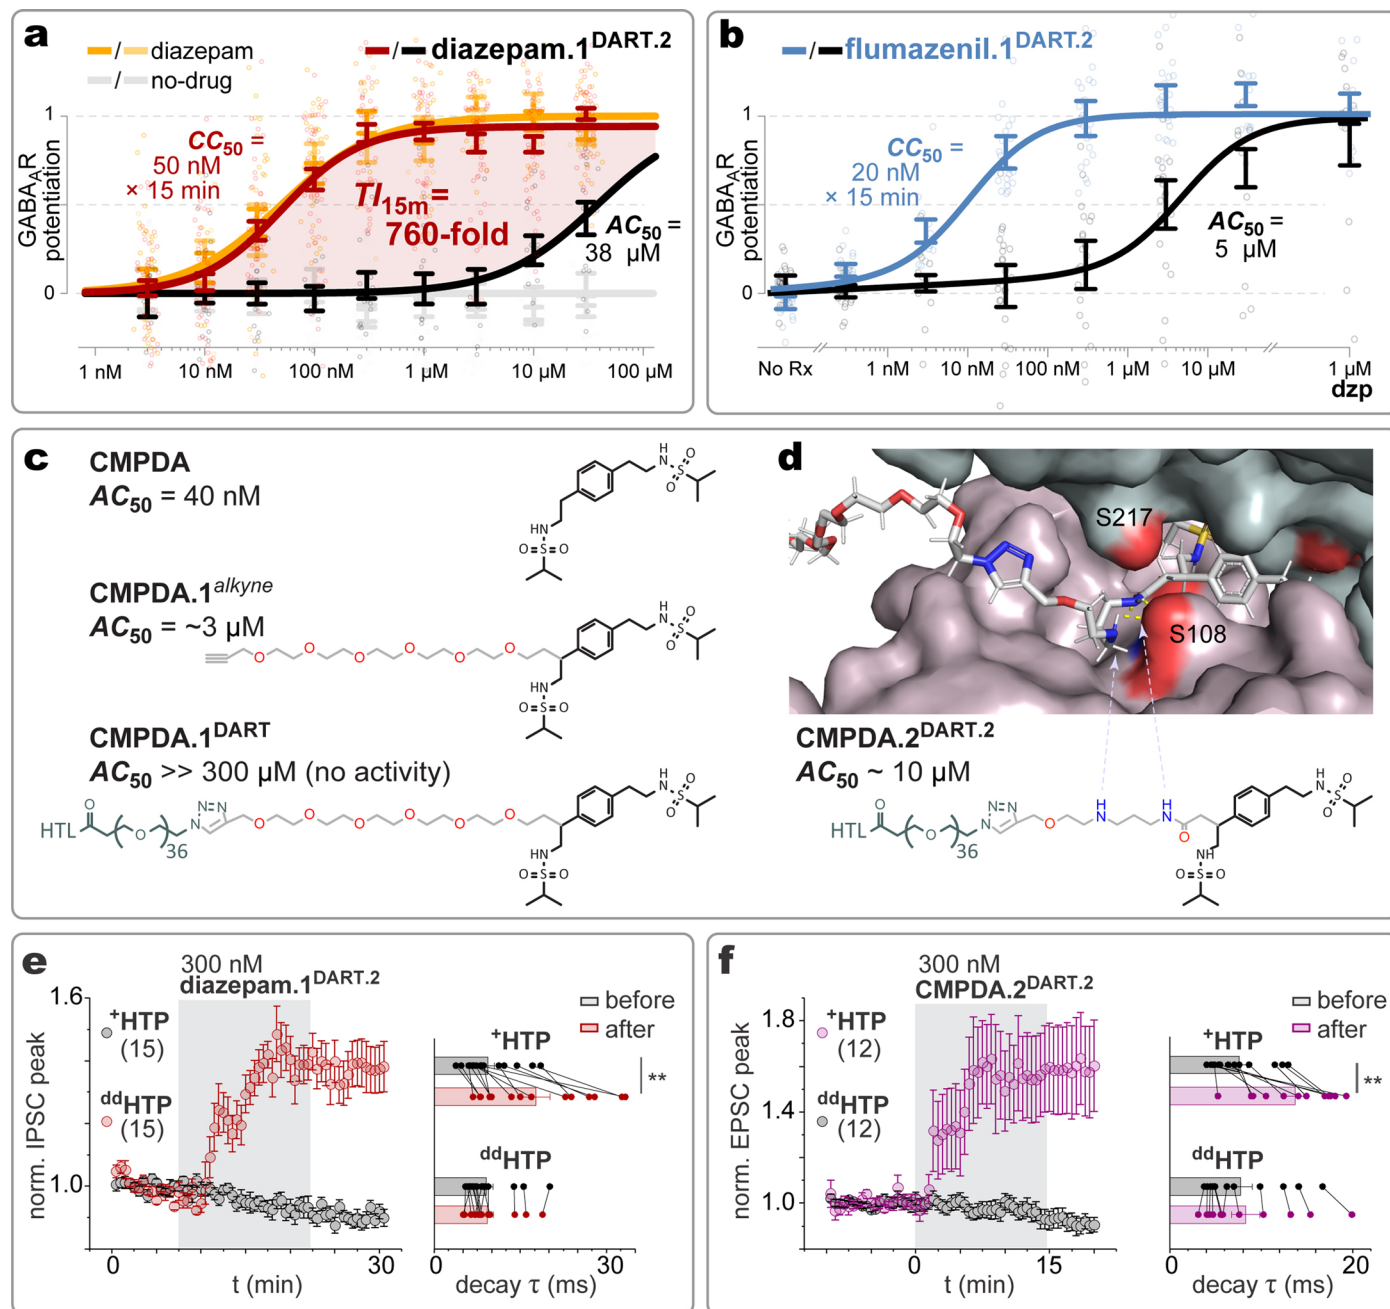 a
/ diazepam
/ no-drug
/ diazepam.1DART.2
GABAAR
potentiation
1
0
CC50 =
50 nM
× 15 min
TI15m =
760-fold
AC50 =
38 μM
1 nM 10 nM 100 nM 1 μM 10 μM 100 μM
b
/ flumazenil.1DART.2
GABAAR
potentiation
1
0
CC50 =
20 nM
× 15 min
AC50 =
5 μM
No Rx 1 nM 10 nM 100 nM 1 μM 10 μM 1 μM
dzp
c
CMPDA
AC50 = 40 nM
H
N
O
S
O
HN
O=S=O
CMPDA.1alkyne
AC50 = ~3 μM
H
N
O
S
O
O O O O O O
HN
O=S=O
CMPDA.1DART
AC50 >> 300 μM (no activity)
H
N
O
S
O
HTL
O
O
36
N=N
N
O O O O O O
HN
O=S=O
d
S217
S108
CMPDA.2DART.2
AC50 ~ 10 μM
H
N
O
S
O
HTL
O
O
36
N=N
N
O
H
N
H
N
O
NH
O=S=O
e
300 nM
diazepam.1DART.2
1.6
1.0
norm. IPSC peak
+HTP
(15)
ddHTP
(15)
0 30
t (min)
before
after
+HTP
**
ddHTP
0 30
decay τ (ms)
f
300 nM
CMPDA.2DART.2
1.8
1.4
1.0
norm. EPSC peak
+HTP
(12)
ddHTP
(12)
0 15
t (min)
before
after
+HTP
**
ddHTP
0 20
decay τ (ms)